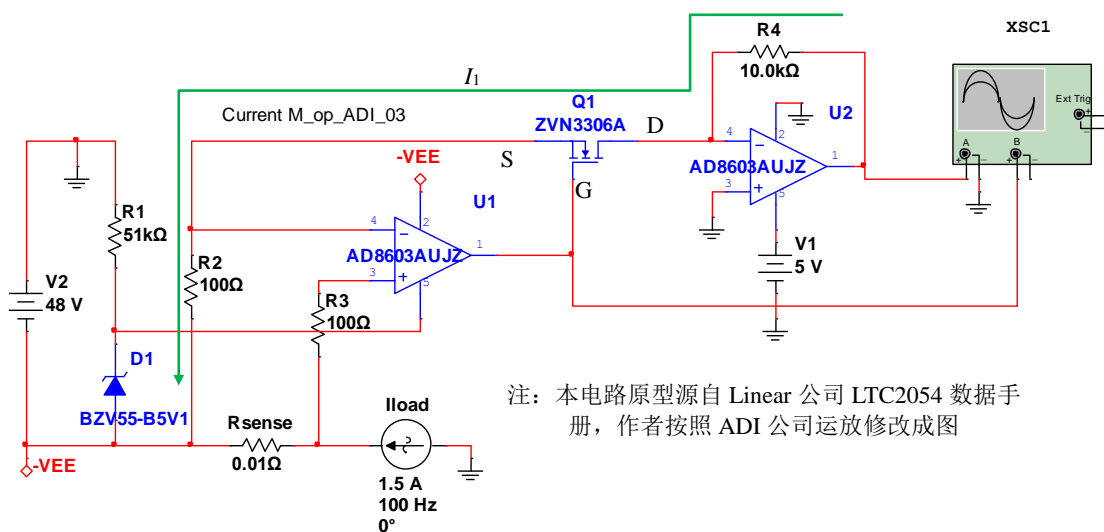 XSC1
R4
10.0kΩ
I1
Ext Trig
Q1
ZVN3306A
U2
Current M_op_ADI_03
D
S
G
A
B
4
2
1
AD8603AUJZ
3
5
-VEE
U1
R1
51kΩ
4
2
1
AD8603AUJZ
3
5
V1
5 V
R2
100Ω
V2
48 V
R3
100Ω
D1
BZV55-B5V1
注：本电路原型源自 Linear 公司 LTC2054 数据手
册，作者按照 ADI 公司运放修改成图
Rsense
0.01Ω
Iload
-VEE
1.5 A
100 Hz
0°